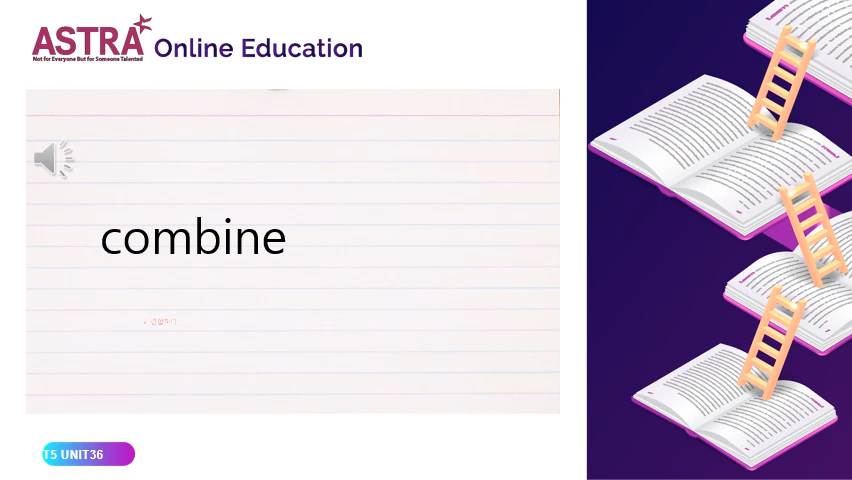 ASTRA
Not for Everyone But for Someone Talented
Online Education
combine
T5 UNIT36